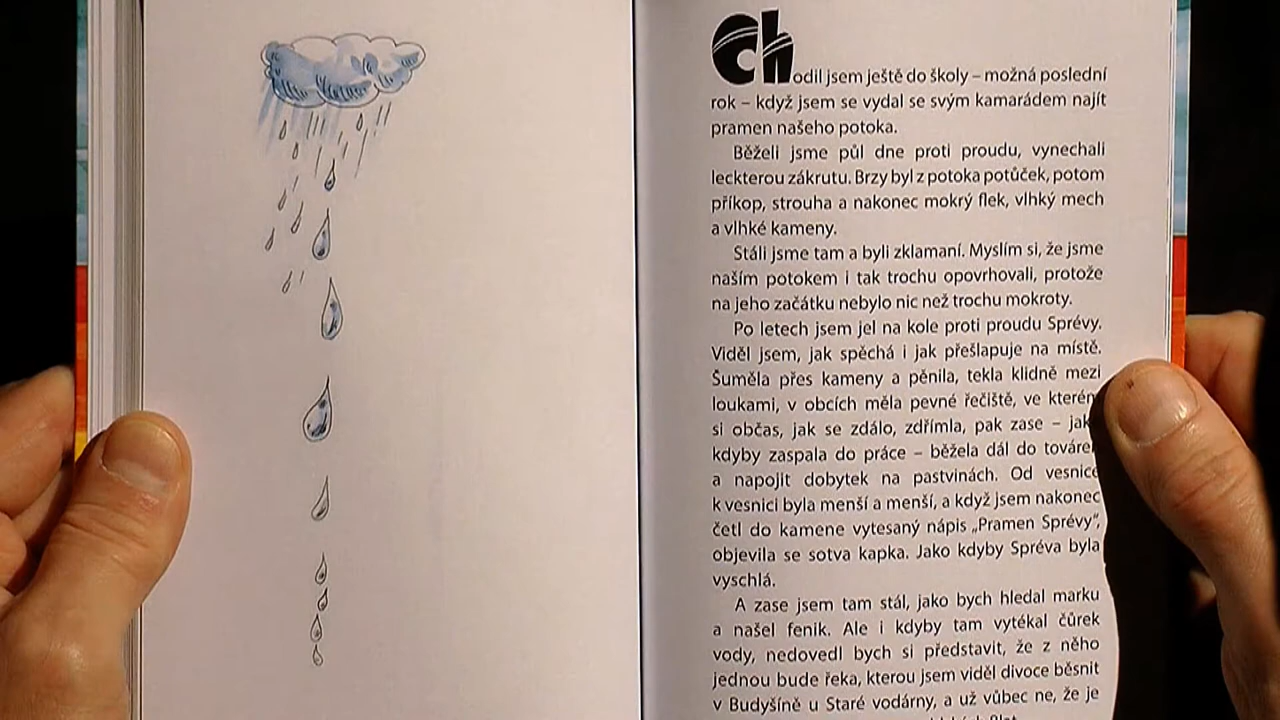 Chodil jsem ještě do školy – možná poslední
rok – když jsem se vydal se svým kamarádem najít
pramen našeho potoka.
Běželi jsme půl dne proti proudu, vynechali
leckterou zákrutu. Brzy byl z potoka potůček, potom
příkop, strouha a nakonec mokrý flek, vlhký mech
a vlhké kameny.
Stáli jsme tam a byli zklamaní. Myslím si, že jsme
naším potokem i tak trochu opovrhovali, protože
na jeho začátku nebylo nic než trochu mokroty.
Po letech jsem jel na kole proti proudu Sprévy.
Viděl jsem, jak spěchá i jak přešlapuje na místě.
Šuměla přes kameny a pěnila, tekla klidně mezi
loukami, v obcích měla pevné řečiště, ve kterém
si občas, jak se zdálo, zdřímla, pak zase – jako
kdyby zaspala do práce – běžela dál do továren
a napojit dobytek na pastvinách. Od vesnice
k vesnici byla menší a menší, a když jsem nakonec
četl do kamene vytesaný nápis „Pramen Sprévy“,
objevila se sotva kapka. Jako kdyby Spréva byla
vyschlá.
A zase jsem tam stál, jako bych hledal marku
a našel fenik. Ale i kdyby tam vytékal čůrek
vody, nedovedl bych si představit, že z něho
jednou bude řeka, kterou jsem viděl divoce běsnit
v Budyšíně u Staré vodárny, a už vůbec ne, že je